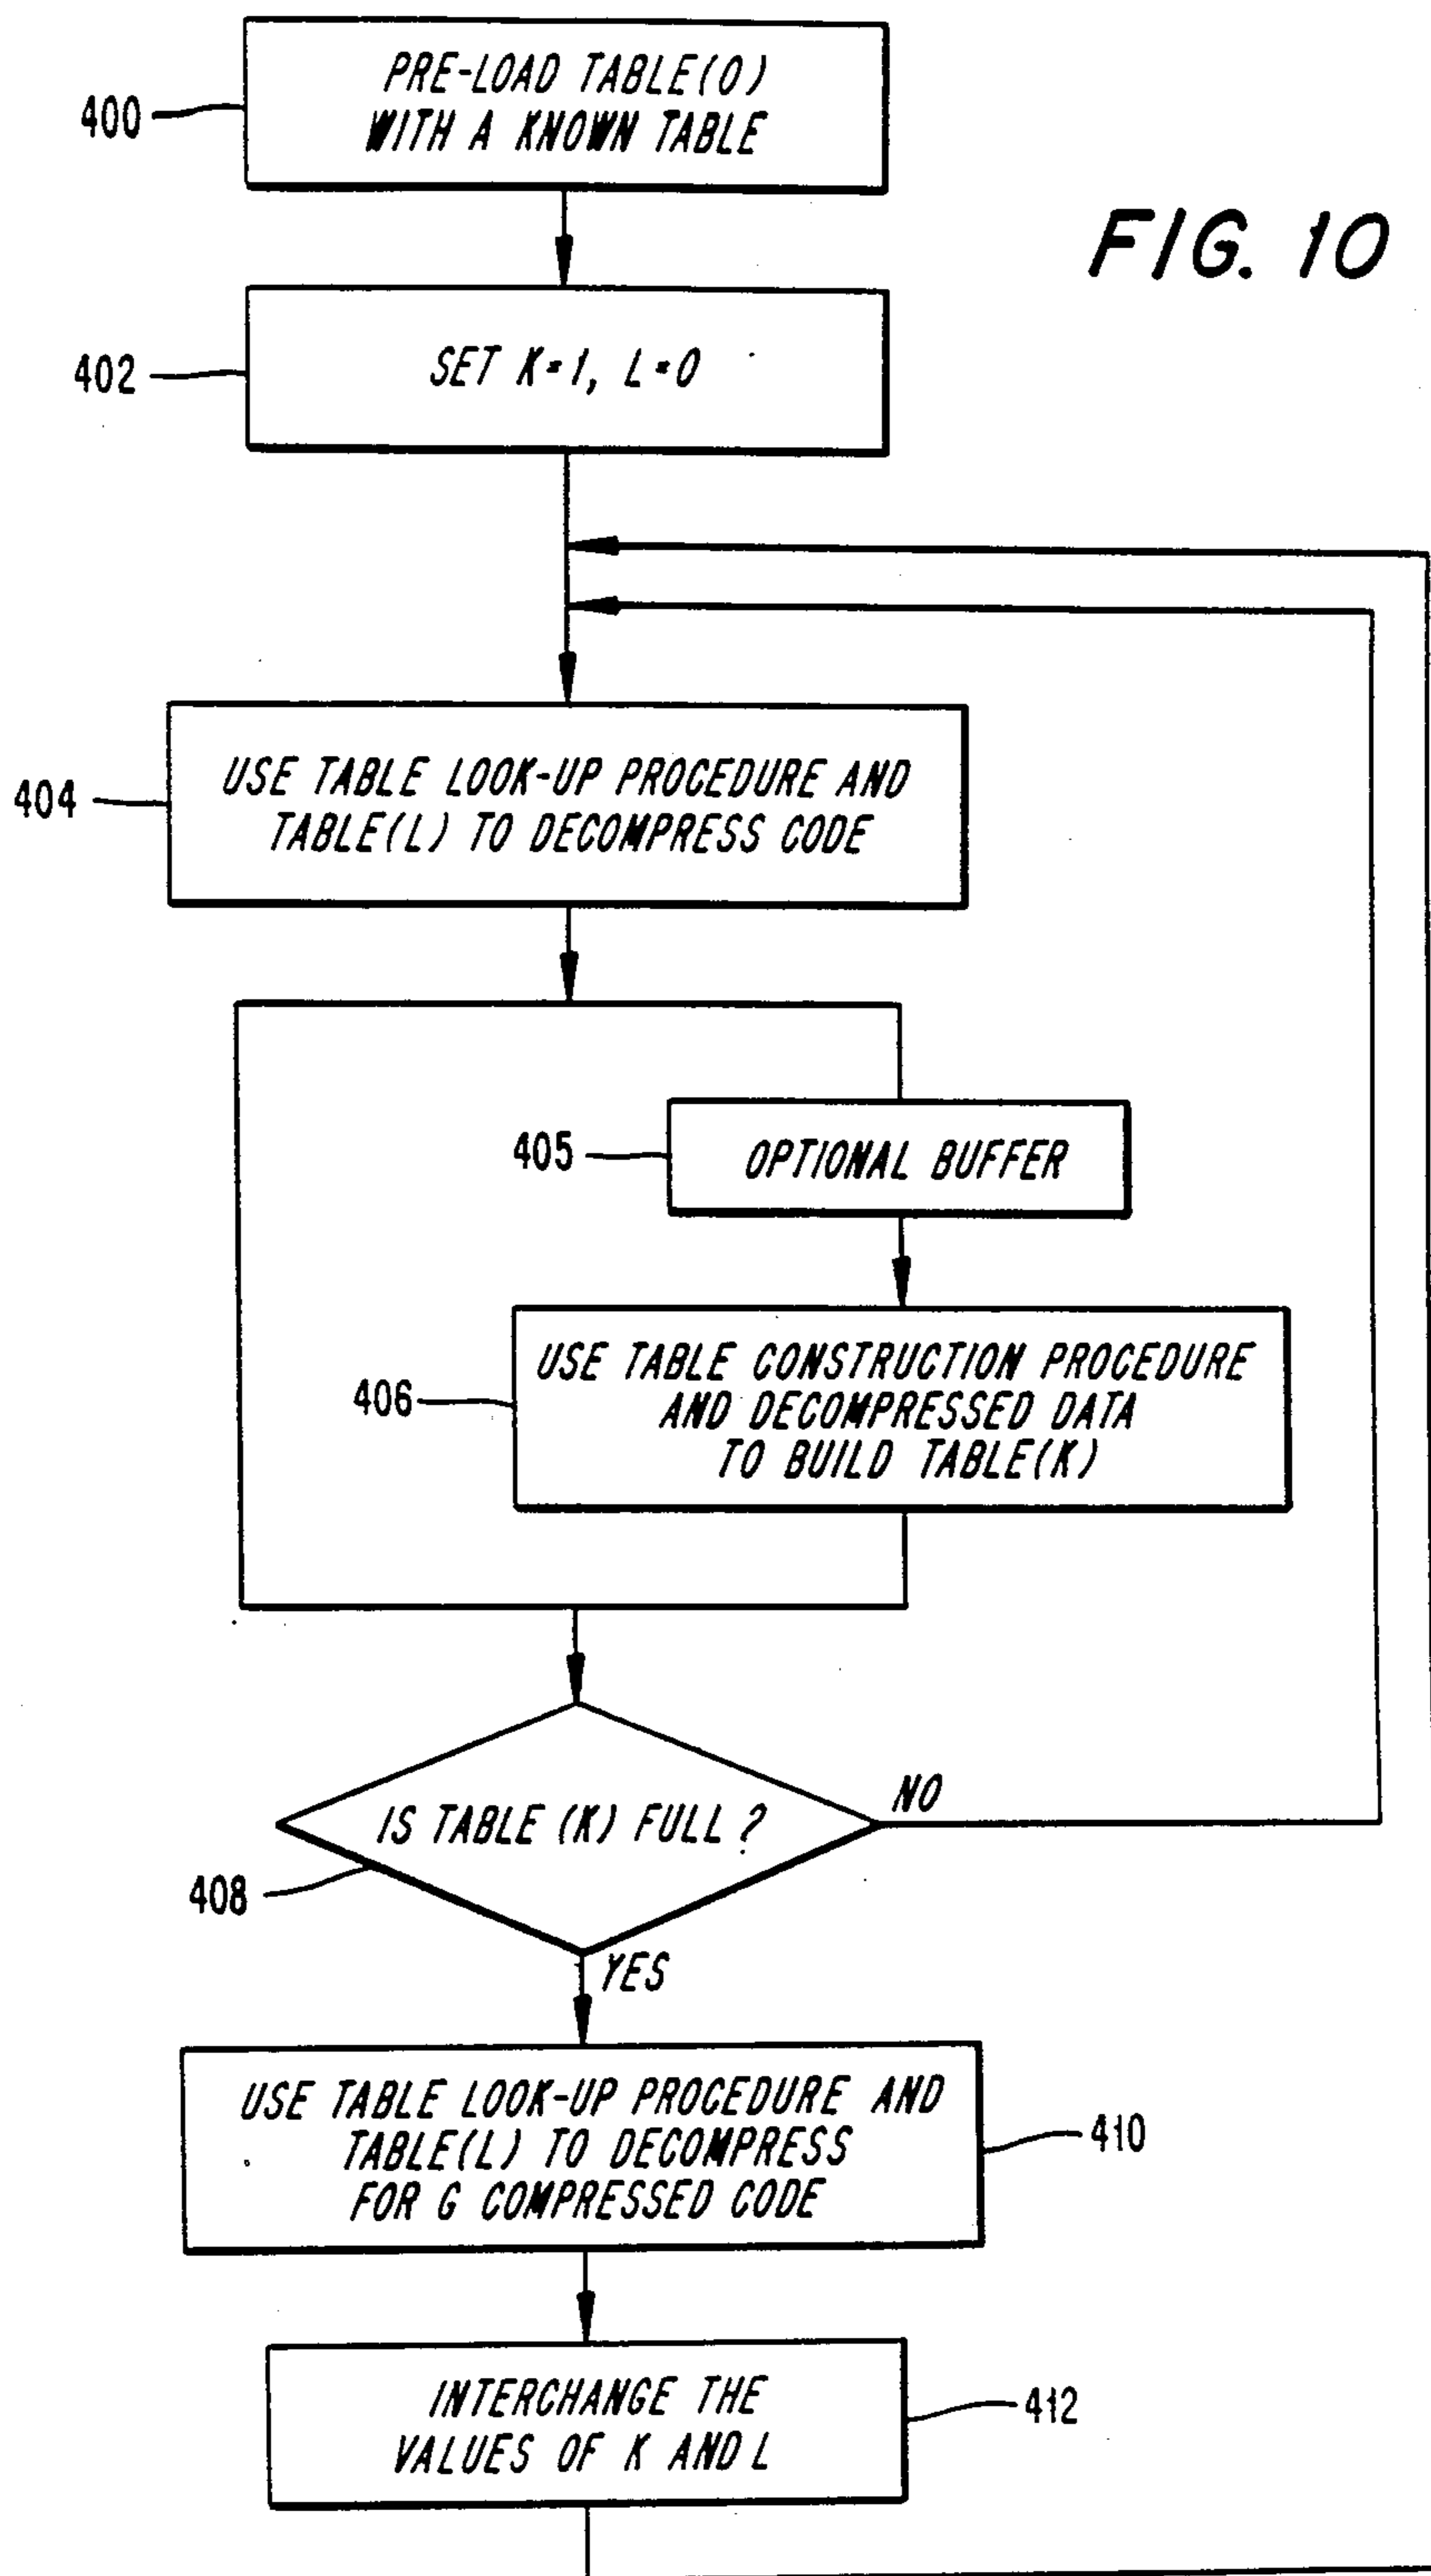 PRE-LOAD TABLE(0)
WITH A KNOWN TABLE
400
FIG. 10
SET K=1, L=0
402
USE TABLE LOOK-UP PROCEDURE AND
TABLE(L) TO DECOMPRESS CODE
404
OPTIONAL BUFFER
405
USE TABLE CONSTRUCTION PROCEDURE
AND DECOMPRESSED DATA
TO BUILD TABLE(K)
406
IS TABLE (K) FULL ?
NO
408
YES
USE TABLE LOOK-UP PROCEDURE AND
TABLE(L) TO DECOMPRESS
FOR G COMPRESSED CODE
410
INTERCHANGE THE
VALUES OF K AND L
412